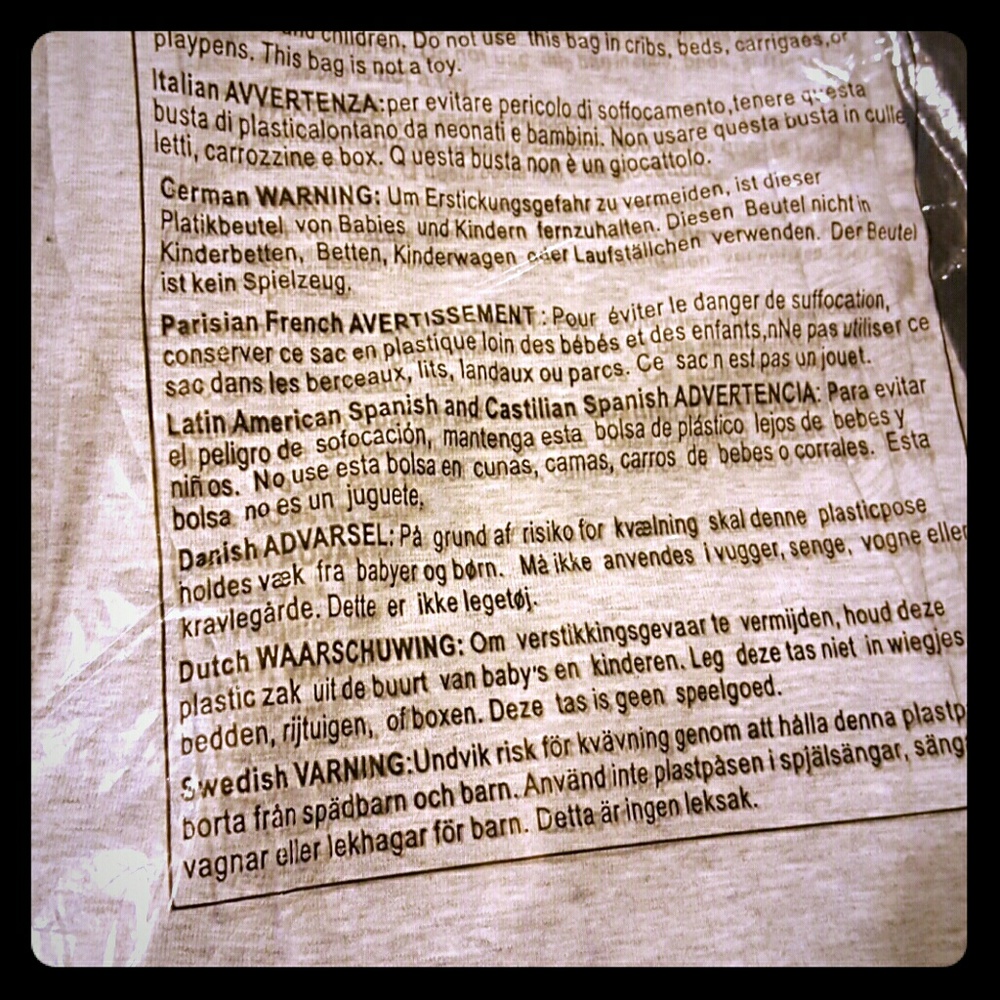 and children. Do not use this bag in cribs, beds, carrigaes,or
playpens. This bag is not a toy.
Italian AVVERTENZA:per evitare pericolo di soffocamento,tenere questa
busta di plasticalontano da neonati e bambini. Non usare questa busta in culle
letti, carrozzine e box. Q uesta busta non è un giocattolo.
German WARNING: Um Erstickungsgefahr zu vermeiden, ist dieser
Platikbeutel von Babies und Kindern fernzuhalten. Diesen Beutel nicht in
Kinderbetten, Betten, Kinderwagen oder Laufställchen verwenden. Der Beutel
ist kein Spielzeug.
Parisian French AVERTISSEMENT : Pour éviter le danger de suffocation,
conserver ce sac en plastique loin des bébés et des enfants,nNe pas utiliser ce
sac dans les berceaux, lits, landaux ou parcs. Ce sac n est pas un jouet.
Latin American Spanish and Castilian Spanish ADVERTENCIA: Para evitar
el peligro de sofocación, mantenga esta bolsa de plástico lejos de bebes y
niñ os. No use esta bolsa en cunas, camas, carros de bebes o corrales. Esta
bolsa no es un juguete.
Danish ADVARSEL: På grund af risiko for kvælning skal denne plasticpose
holdes væk fra babyer og børn. Må ikke anvendes i vugger, senge, vogne eller
kravlegårde. Dette er ikke legetøj.
Dutch WAARSCHUWING: Om verstikkingsgevaar te vermijden, houd deze
plastic zak uit de buurt van baby's en kinderen. Leg deze tas niet in wiegjes
bedden, rijtuigen, of boxen. Deze tas is geen speelgoed.
Swedish VARNING:Undvik risk för kvävning genom att hålla denna plastp
borta från spädbarn och barn. Använd inte plastpåsen i spjälsängar, säng
vagnar eller lekhagar för barn. Detta är ingen leksak.